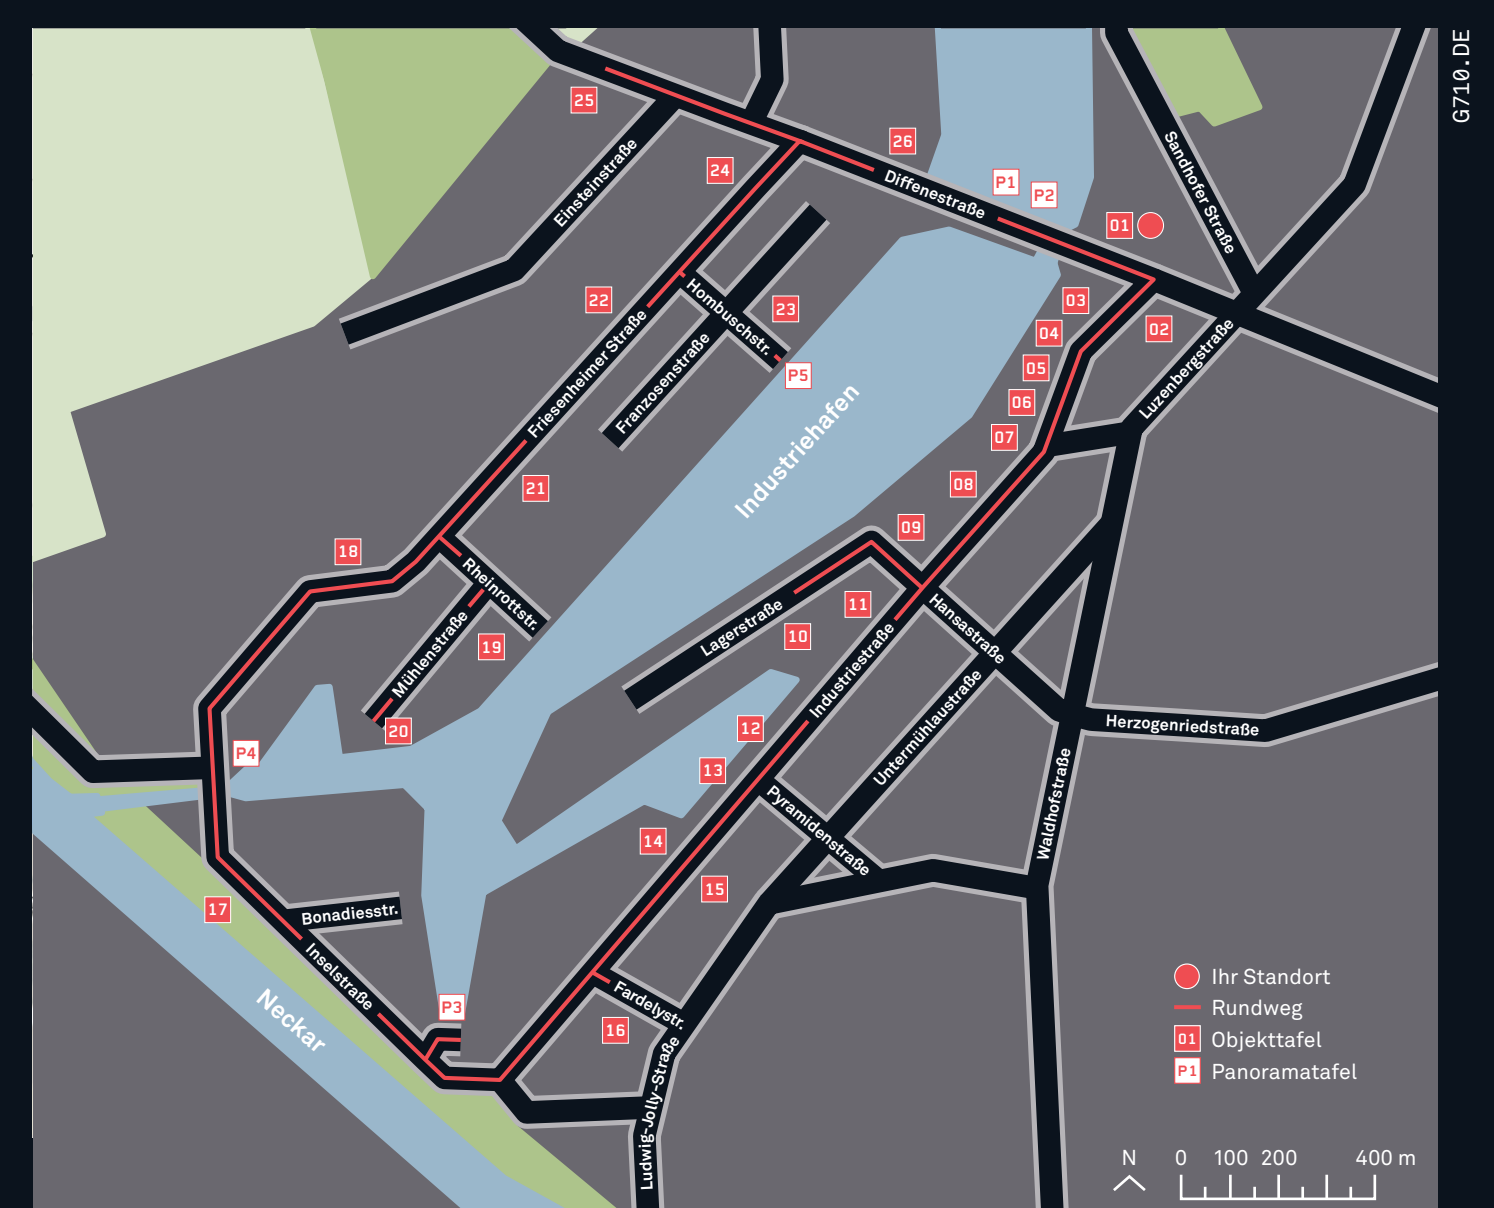 G710.DE
25
26
24
Einsteinstraße
Diffenestraße
P1
P2
01
Sandhofer Straße
22
Hombuschstr.
23
03
02
04
Friesenheimer Straße
Franzosenstraße
P5
05
06
07
Luzenbergstraße
Industriehafen
21
08
09
18
Rheinrottstr.
Mühlenstraße
19
20
Lagerstraße
11
10
Hansastraße
Industriestraße
Untermühlaustraße
12
13
Herzogenriedstraße
P4
Waldhofstraße
Pyramidenstraße
14
15
17
Bonadiesstr.
Inselstraße
Neckar
P3
Fardelystr.
16
Ludwig-Jolly-Straße
Ihr Standort
Rundweg
01 Objekttafel
P1 Panoramatafel
N 0 100 200 400 m